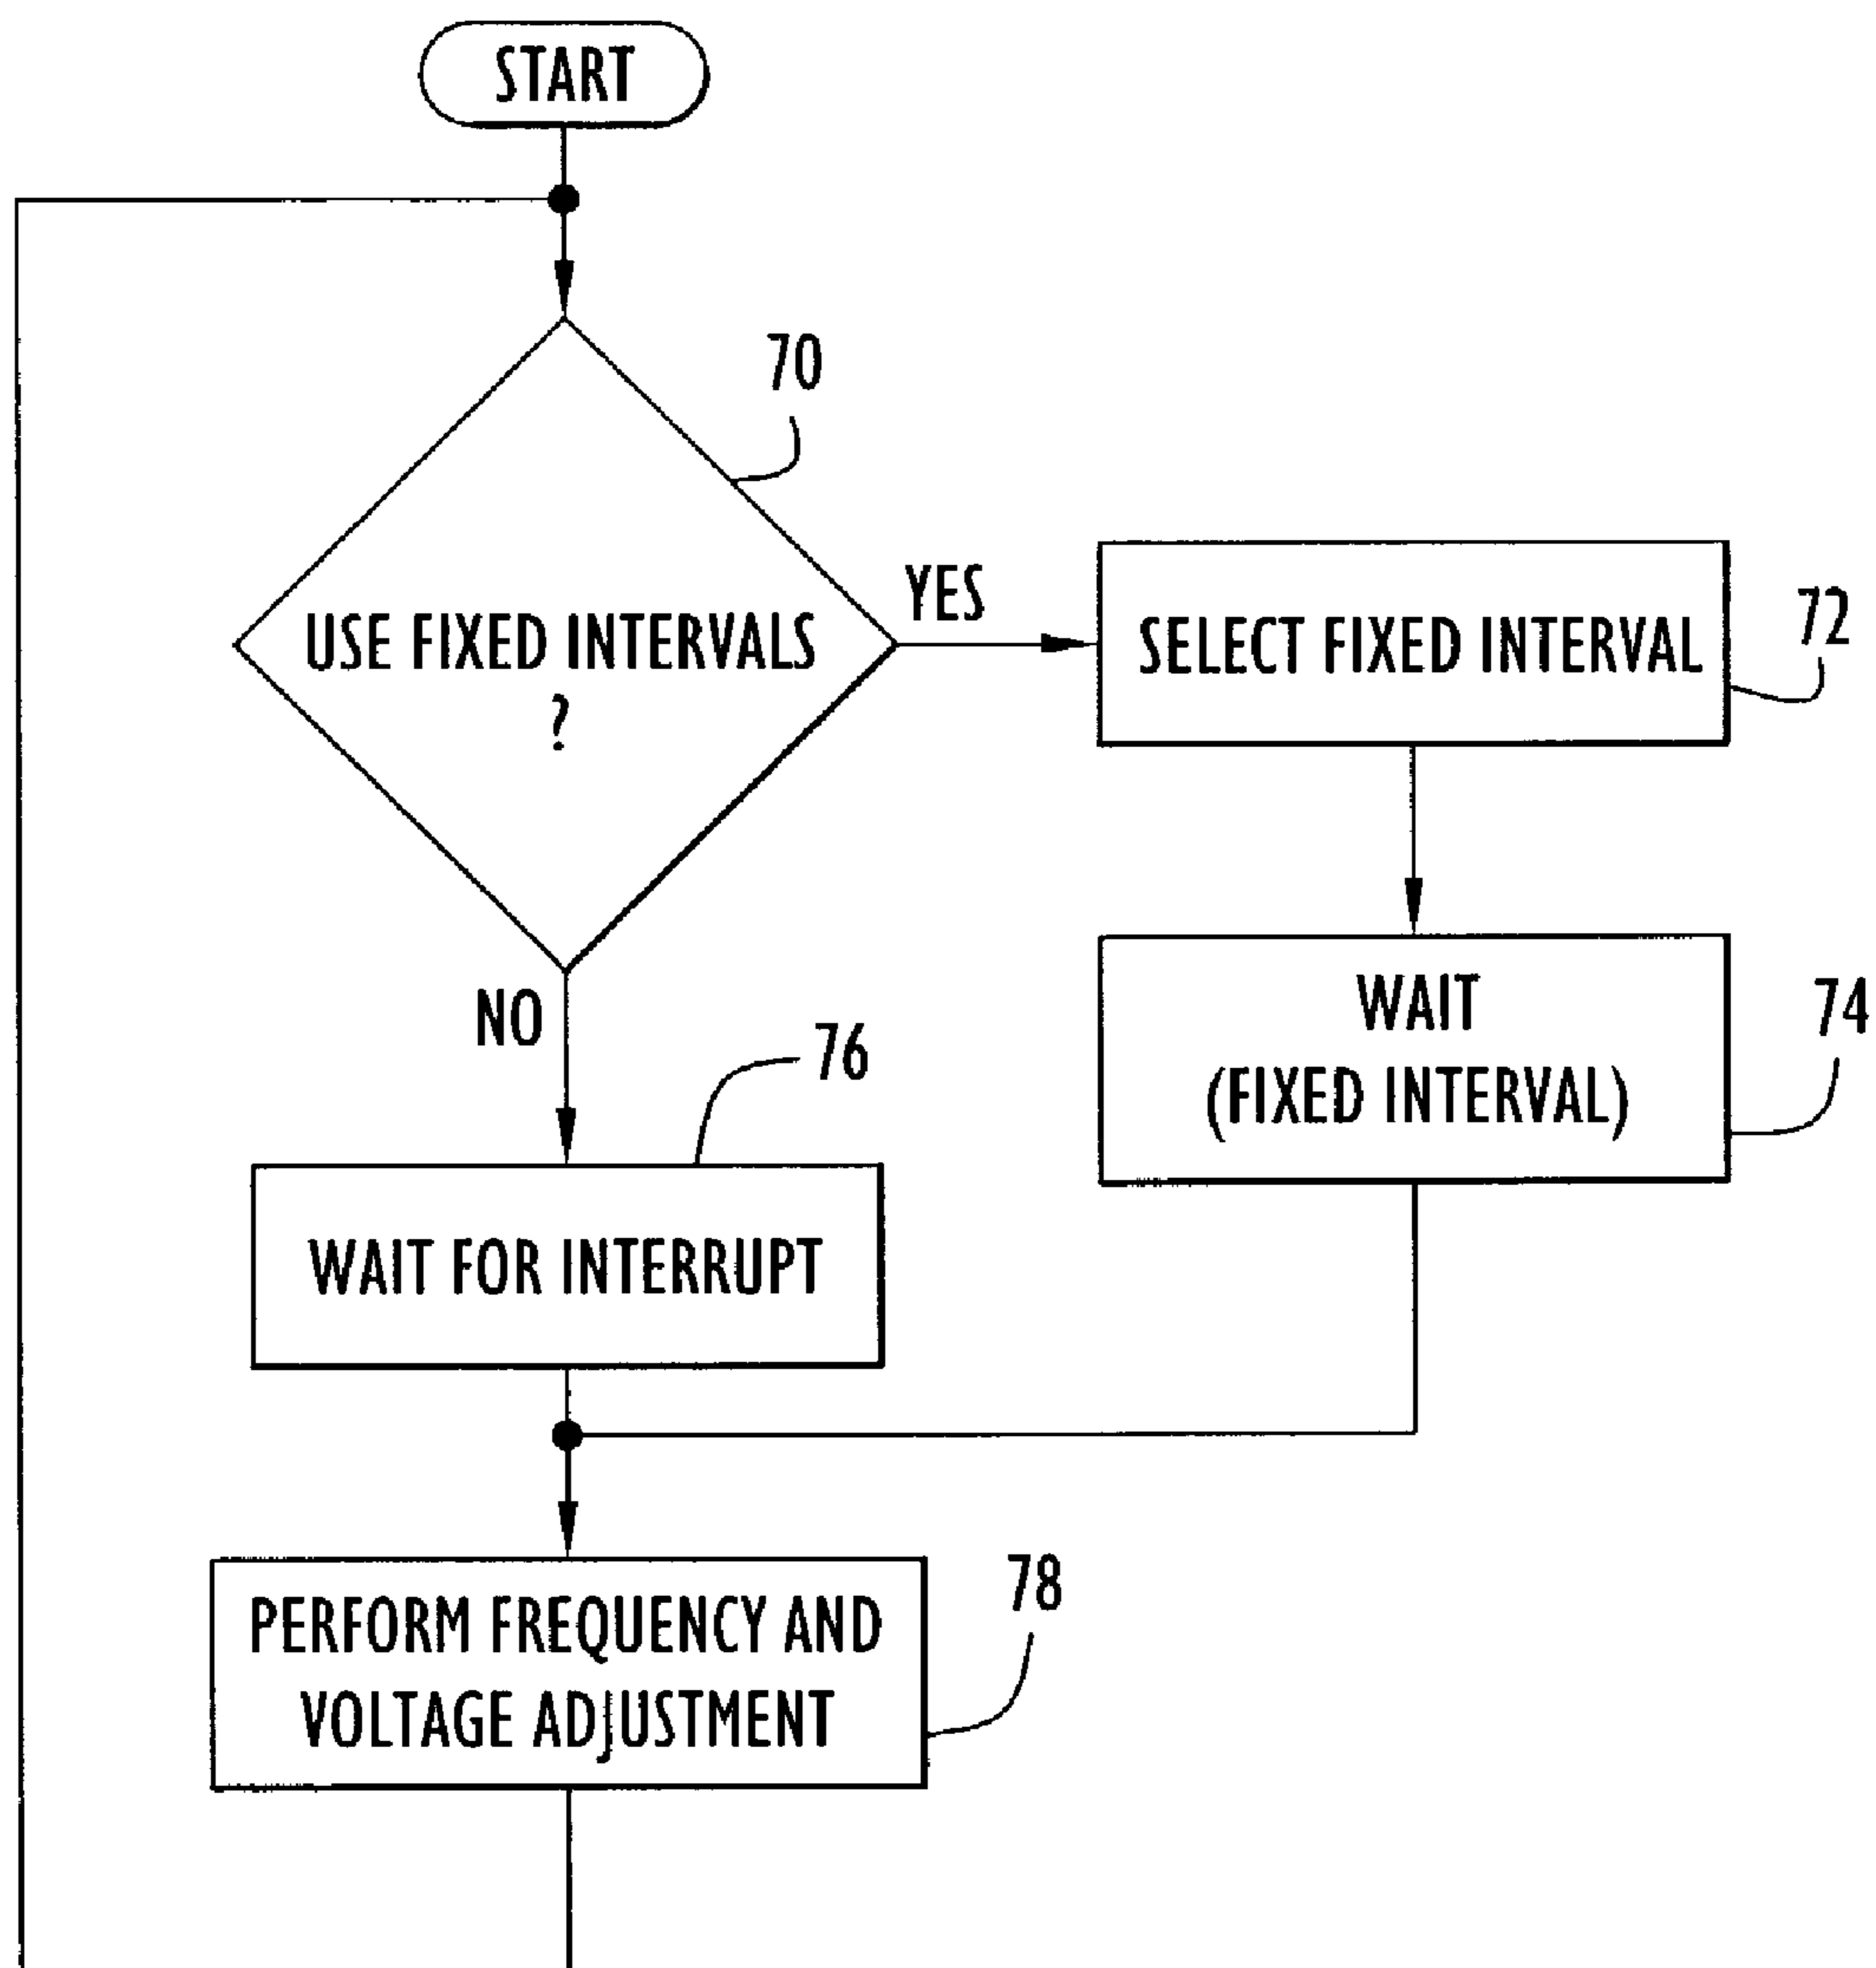 START
70
USE FIXED INTERVALS
?
YES
SELECT FIXED INTERVAL
72
NO
WAIT
(FIXED INTERVAL)
74
76
WAIT FOR INTERRUPT
PERFORM FREQUENCY AND
VOLTAGE ADJUSTMENT
78